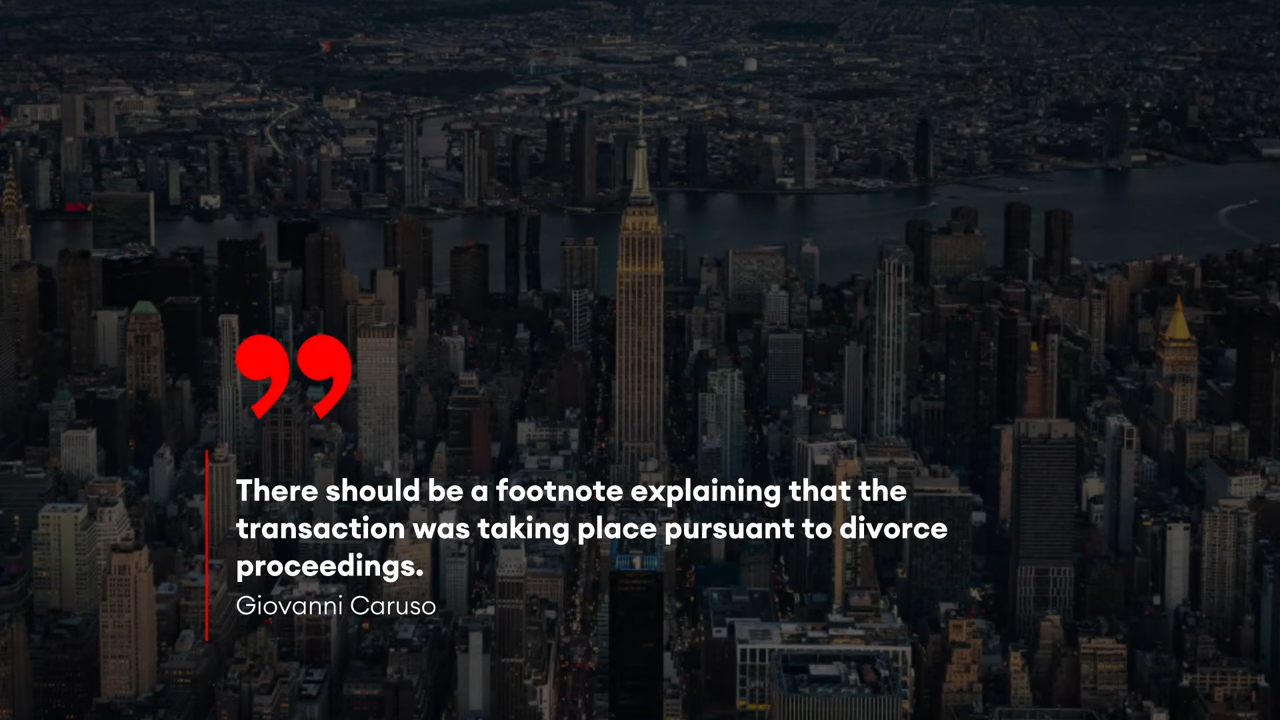 There should be a footnote explaining that the
transaction was taking place pursuant to divorce
proceedings.
Giovanni Caruso